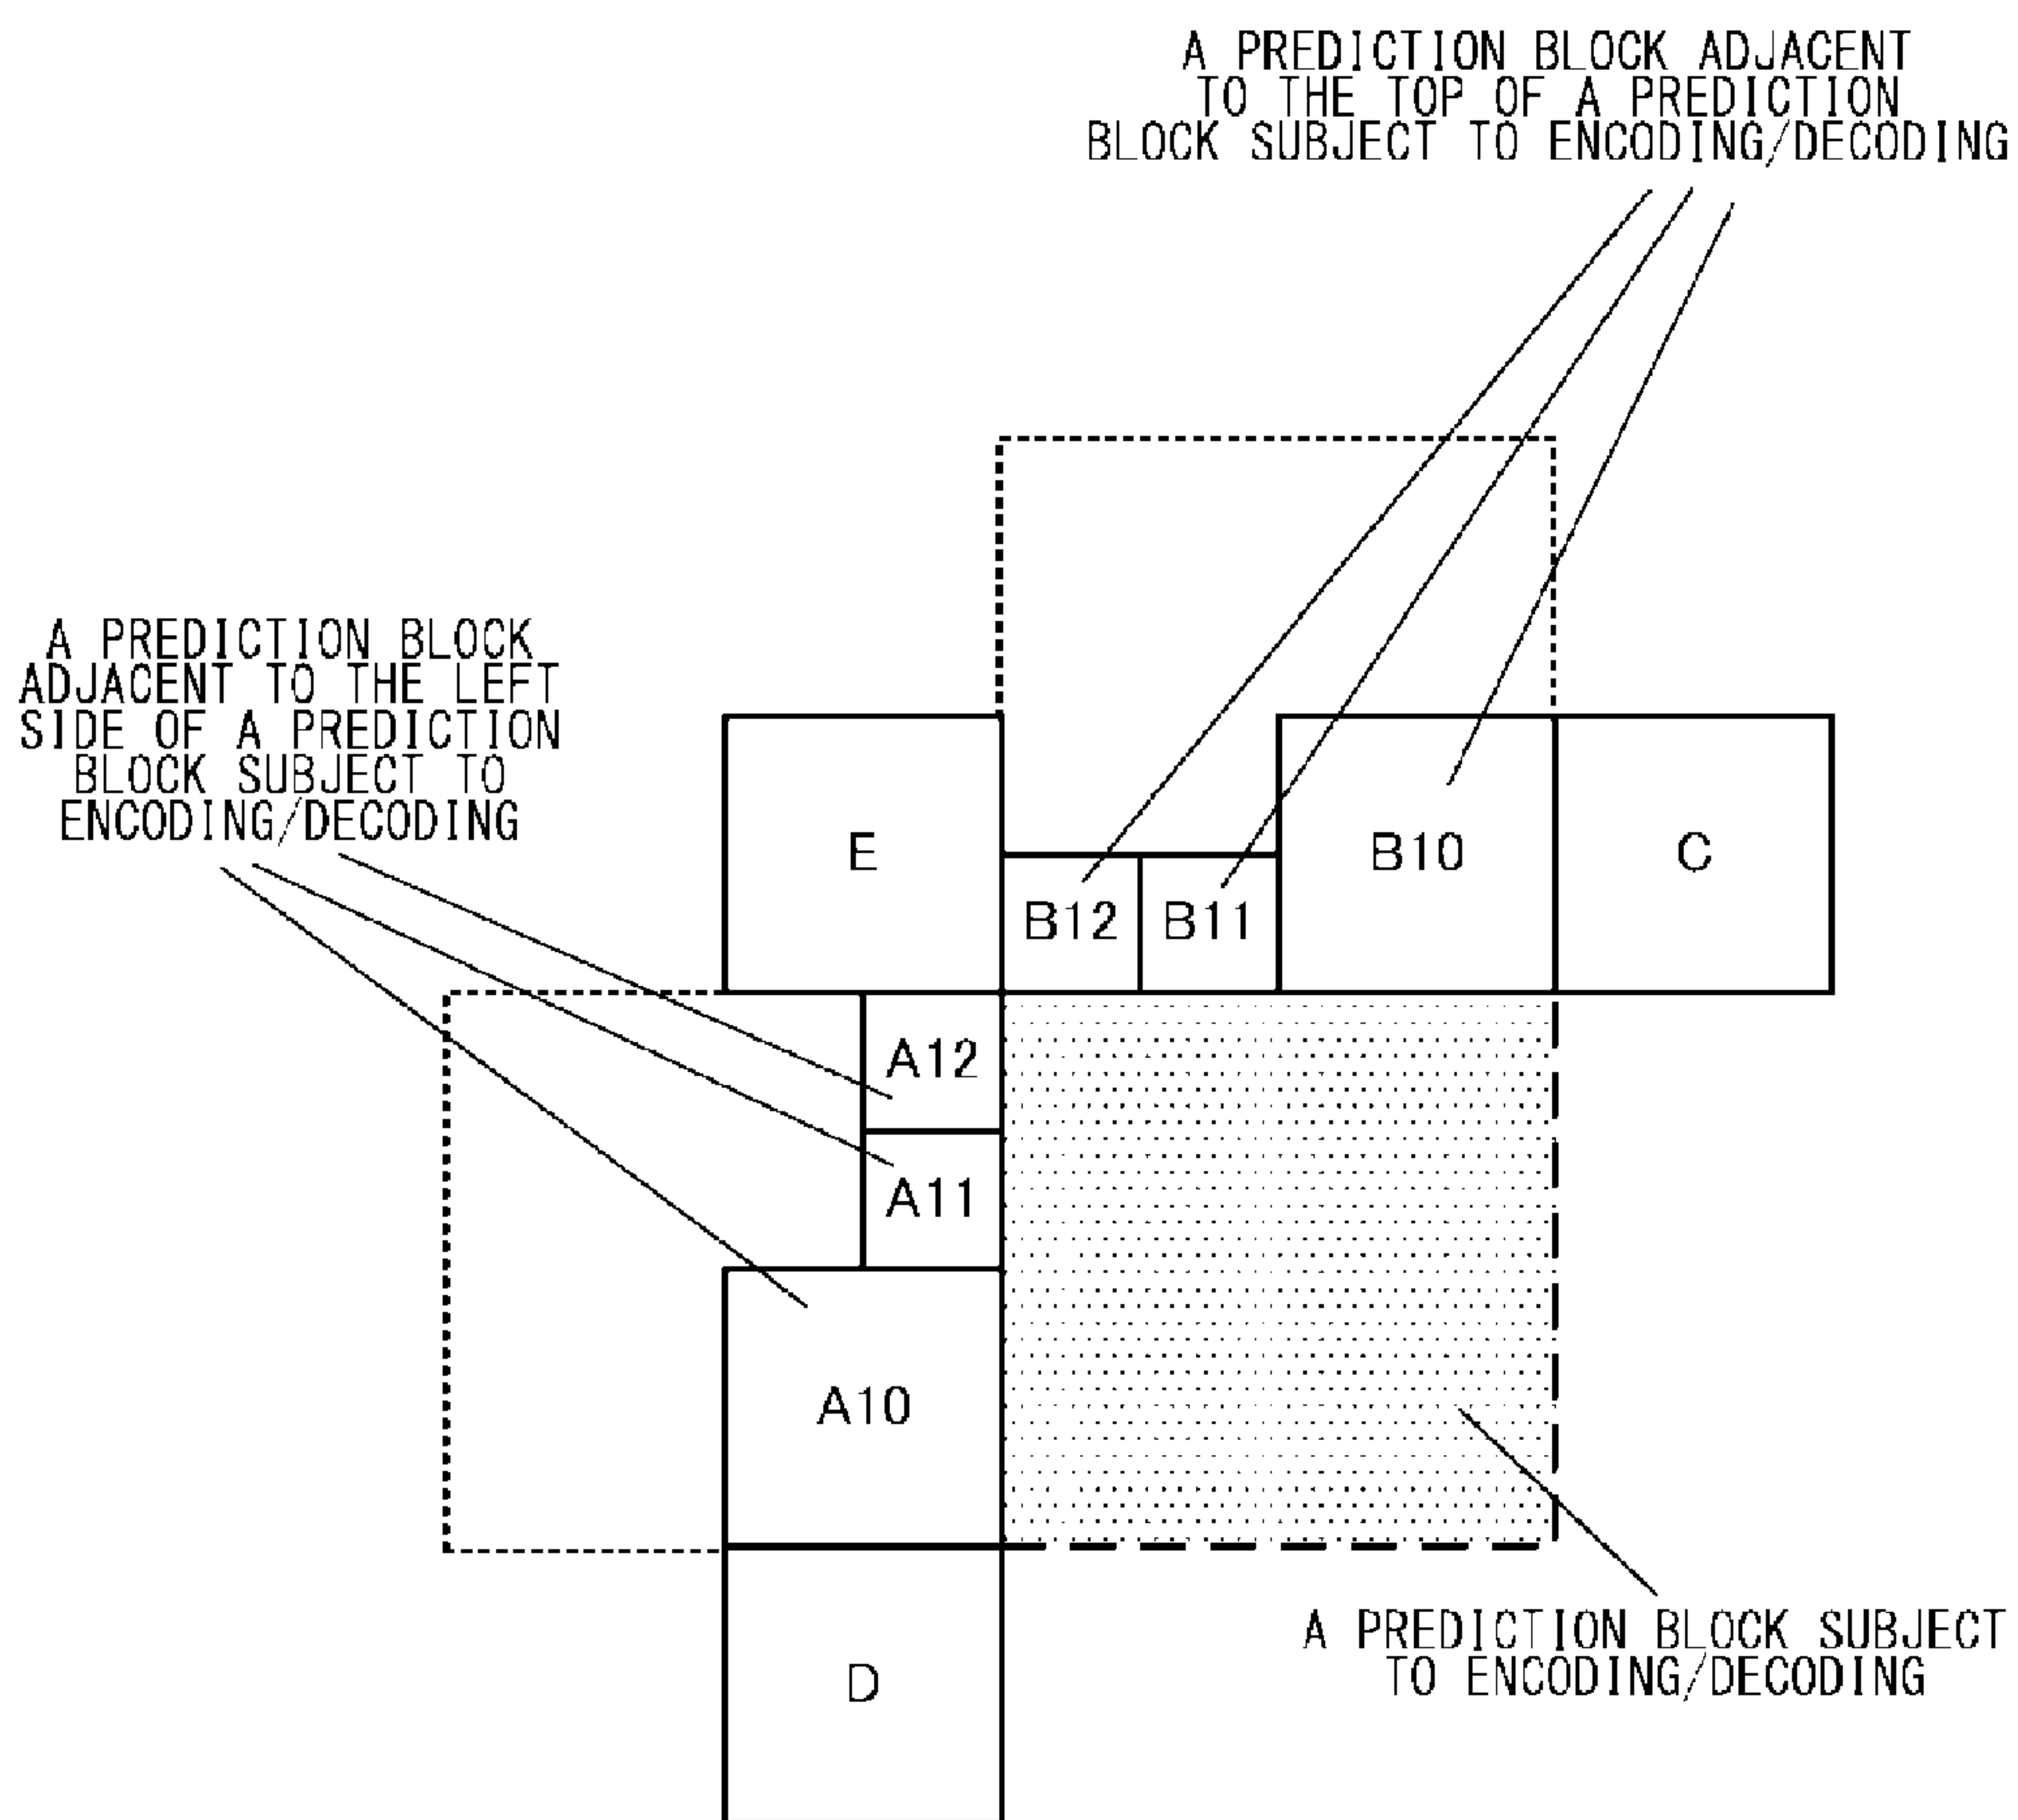 A PREDICTION BLOCK ADJACENT
TO THE TOP OF A PREDICTION
BLOCK SUBJECT TO ENCODING/DECODING
A PREDICTION BLOCK
ADJACENT TO THE LEFT
SIDE OF A PREDICTION
BLOCK SUBJECT TO
ENCODING/DECODING
E
B10
C
B12
B11
A12
A11
A10
D
A PREDICTION BLOCK SUBJECT
TO ENCODING/DECODING